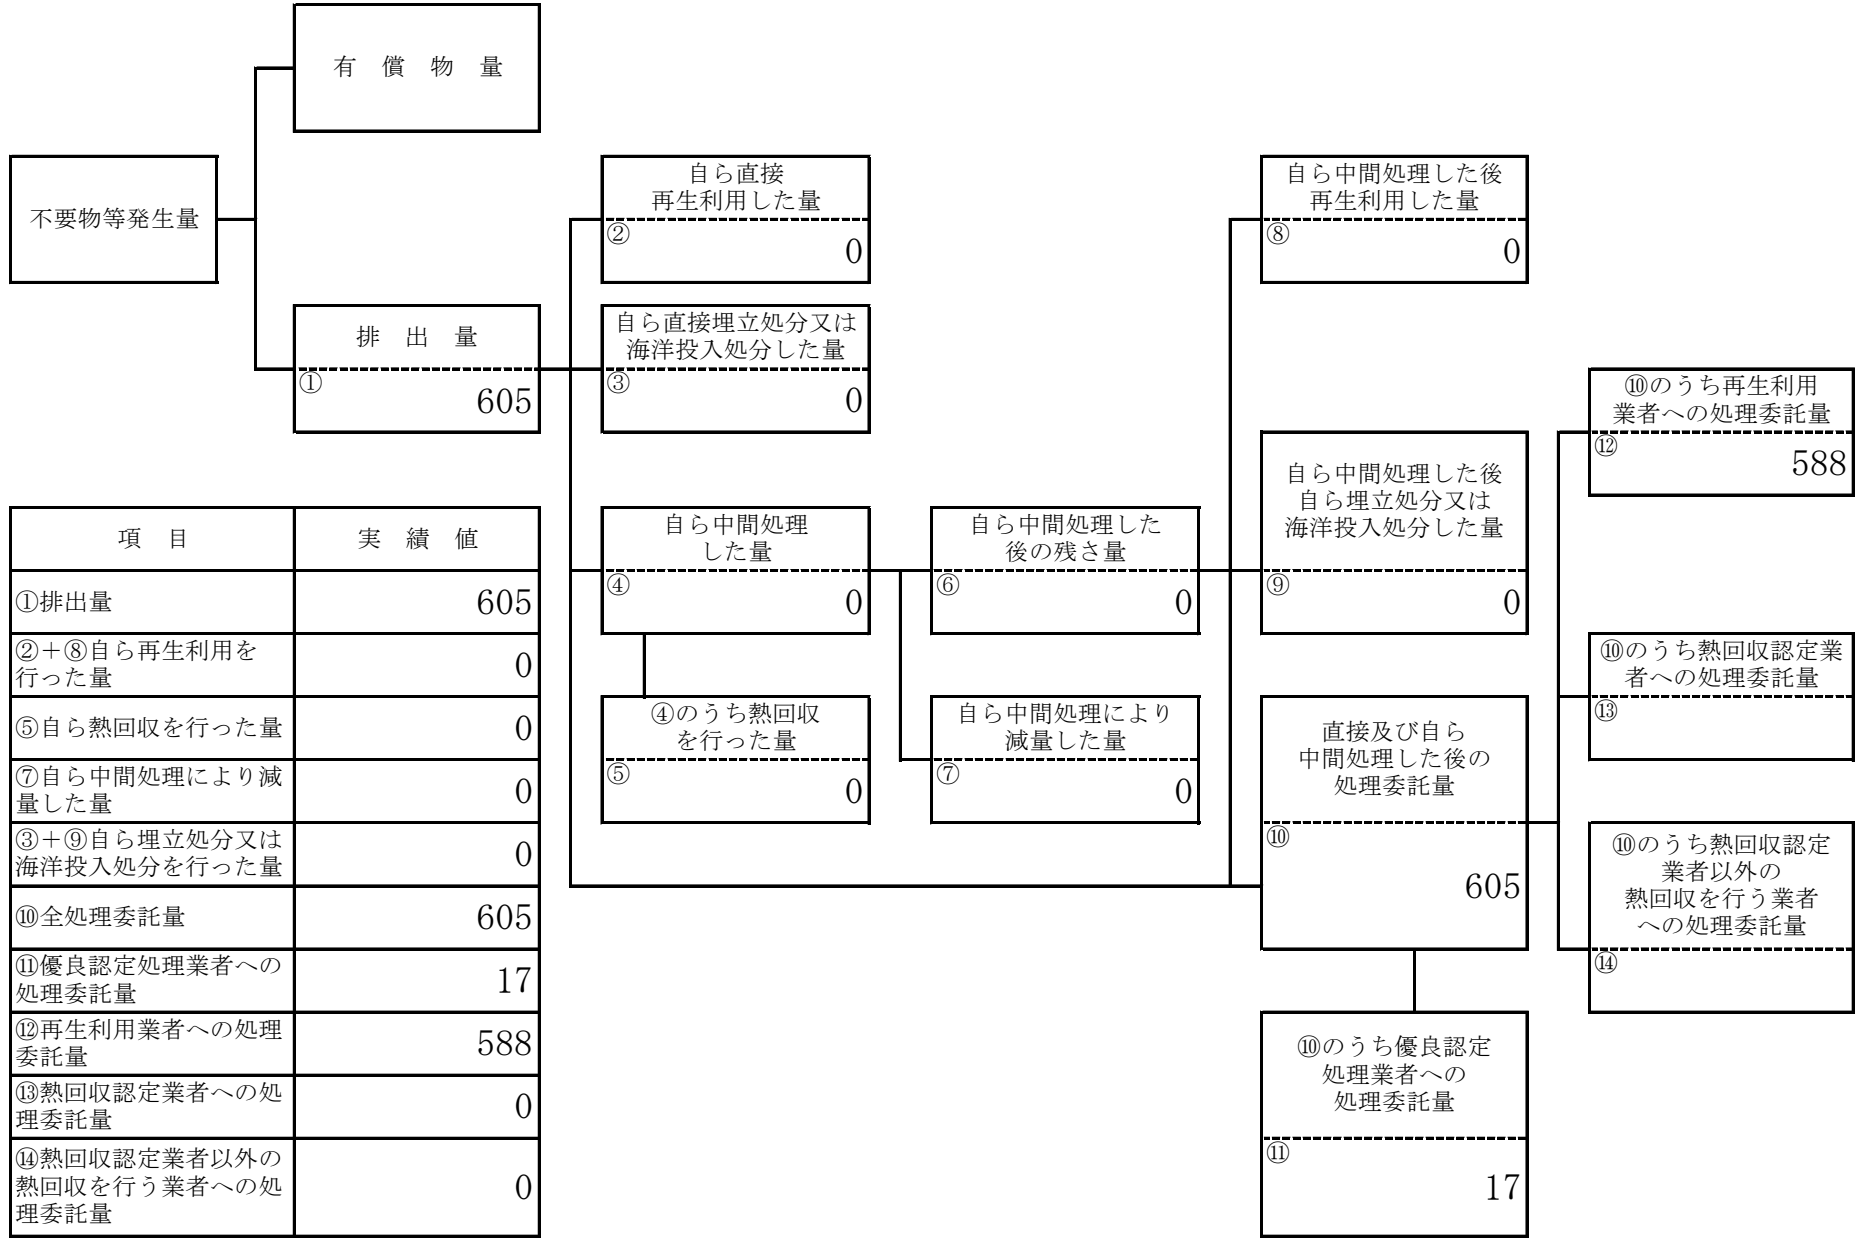 有　償　物　量
不要物等発生量
排　出　量
①
605
自ら直接
再生利用した量
②
0
自ら直接埋立処分又は
海洋投入処分した量
③
0
自ら中間処理
した量
④
0
④のうち熱回収
を行った量
⑤
0
自ら中間処理した
後の残さ量
⑥
0
自ら中間処理により
減量した量
⑦
0
自ら中間処理した後
再生利用した量
⑧
0
自ら中間処理した後
自ら埋立処分又は
海洋投入処分した量
⑨
0
直接及び自ら
中間処理した後の
処理委託量
⑩
605
⑩のうち優良認定
処理業者への
処理委託量
⑪
17
⑩のうち再生利用
業者への処理委託量
⑫
588
⑩のうち熱回収認定業
者への処理委託量
⑬
⑩のうち熱回収認定
業者以外の
熱回収を行う業者
への処理委託量
⑭
項　目　実　績　値
①排出量　605
②＋⑧自ら再生利用を
行った量　0
⑤自ら熱回収を行った量　0
⑦自ら中間処理により減
量した量　0
③＋⑨自ら埋立処分又は
海洋投入処分を行った量　0
⑩全処理委託量　605
⑪優良認定処理業者への
処理委託量　17
⑫再生利用業者への処理
委託量　588
⑬熱回収認定業者への処
理委託量　0
⑭熱回収認定業者以外の
熱回収を行う業者への処
理委託量　0